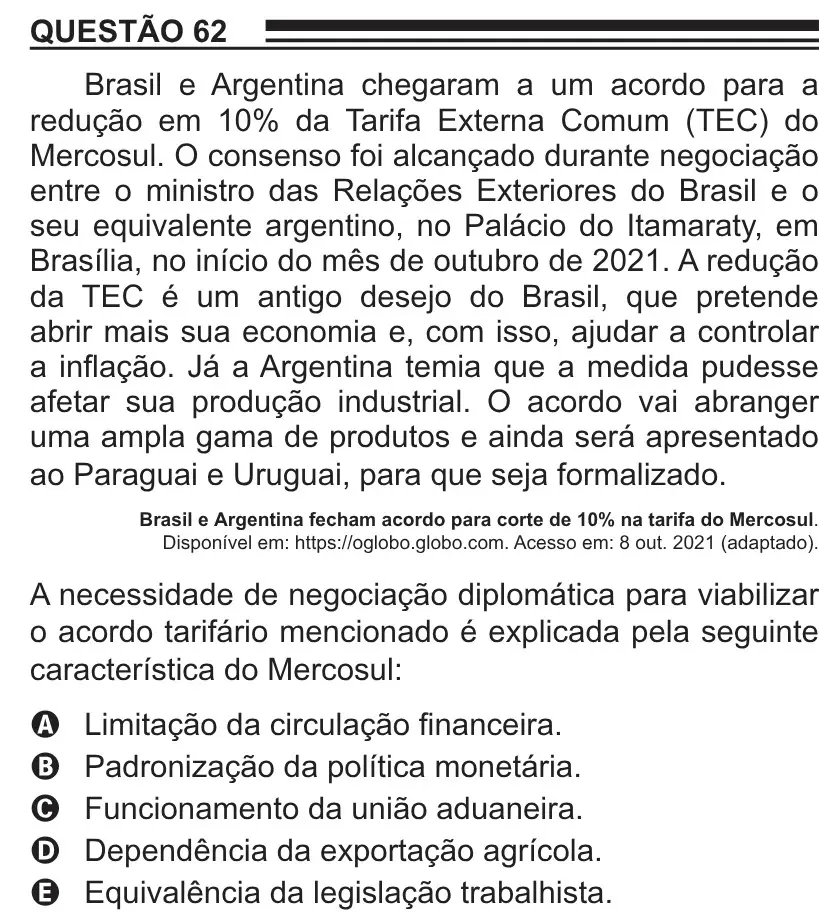 QUESTÃO 62
Brasil e Argentina chegaram a um acordo para a
redução em 10% da Tarifa Externa Comum (TEC) do
Mercosul. O consenso foi alcançado durante negociação
entre o ministro das Relações Exteriores do Brasil e o
seu equivalente argentino, no Palácio do Itamaraty, em
Brasília, no início do mês de outubro de 2021. A redução
da TEC é um antigo desejo do Brasil, que pretende
abrir mais sua economia e, com isso, ajudar a controlar
a inflação. Já a Argentina temia que a medida pudesse
afetar sua produção industrial. O acordo vai abranger
uma ampla gama de produtos e ainda será apresentado
ao Paraguai e Uruguai, para que seja formalizado.
Brasil e Argentina fecham acordo para corte de 10% na tarifa do Mercosul.
Disponível em: https://oglobo.globo.com. Acesso em: 8 out. 2021 (adaptado).
A necessidade de negociação diplomática para viabilizar
o acordo tarifário mencionado é explicada pela seguinte
característica do Mercosul:
A Limitação da circulação financeira.
B Padronização da política monetária.
C Funcionamento da união aduaneira.
D Dependência da exportação agrícola.
E Equivalência da legislação trabalhista.